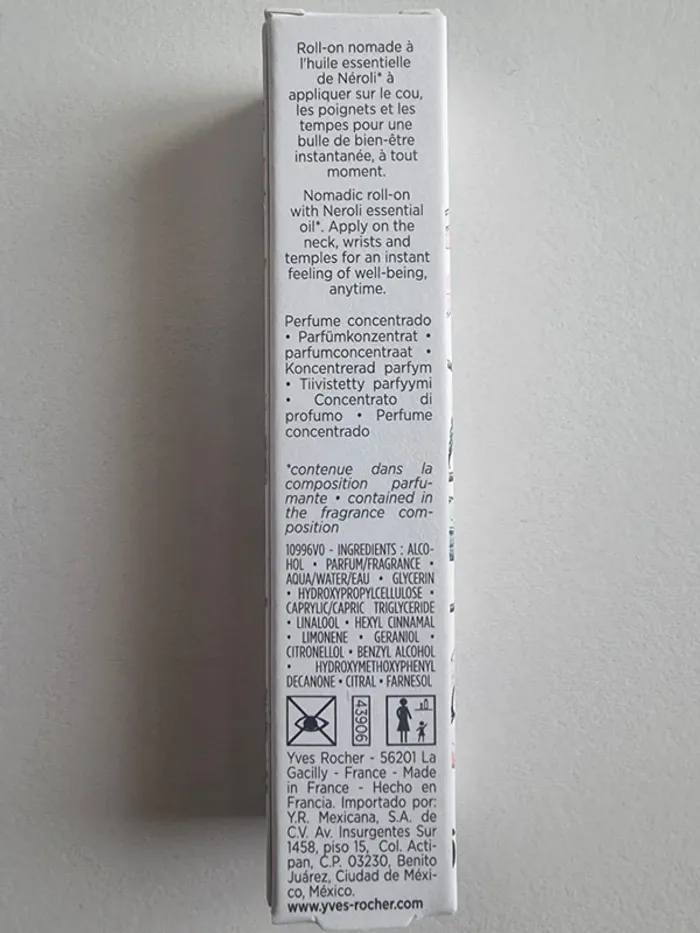 Roll-on nomade à
l'huile essentielle
de Néroli* à
appliquer sur le cou,
les poignets et les
tempes pour une
bulle de bien-être
instantanée, à tout
moment.
Nomadic roll-on
with Neroli essential
oil*. Apply on the
neck, wrists and
temples for an instant
feeling of well-being,
anytime.
Perfume concentrado
• Parfümkonzentrat •
parfumconcentraat •
Koncentrerad parfym
• Tiivistetty parfyymi
• Concentrato di
profumo • Perfume
concentrado
*contenue dans la
composition parfu-
mante • contained in
the fragrance com-
position
10996V0 - INGREDIENTS : ALCO-
HOL • PARFUM/FRAGRANCE •
AQUA/WATER/EAU • GLYCERIN
• HYDROXYPROPYLCELLULOSE •
CAPRYLIC/CAPRIC TRIGLYCERIDE
• LINALOOL • HEXYL CINNAMAL
• LIMONENE • GERANIOL •
CITRONELLOL • BENZYL ALCOHOL
• HYDROXYMETHOXYPHENYL
DECANONE • CITRAL • FARNESOL
43906
Yves Rocher - 56201 La
Gacilly - France - Made
in France - Hecho en
Francia. Importado por:
Y.R. Mexicana, S.A. de
C.V. Av. Insurgentes Sur
1458, piso 15, Col. Acti-
pan, C.P. 03230, Benito
Juárez, Ciudad de Méxi-
co, México.
www.yves-rocher.com